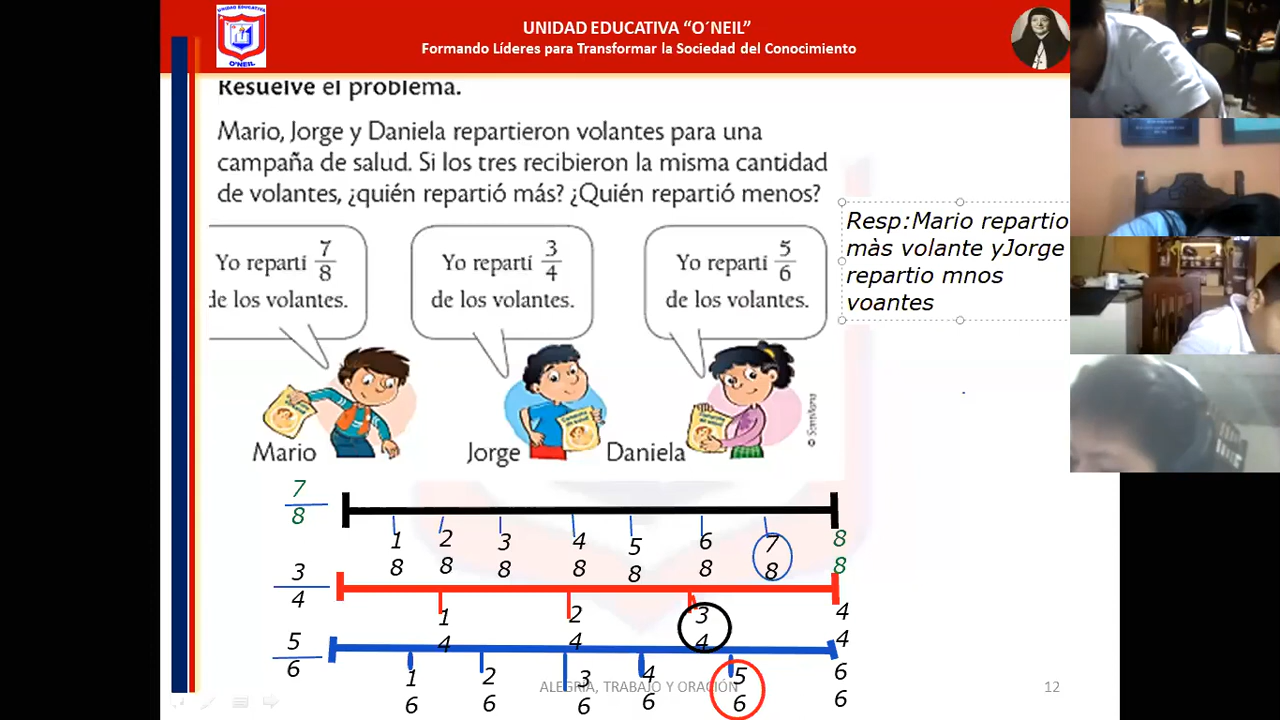 UNIDAD EDUCATIVA "O´NEIL"
Formando Líderes para Transformar la Sociedad del Conocimiento
UNIDAD EDUCATIVA
O'NEIL
Resuelve el problema.
Mario, Jorge y Daniela repartieron volantes para una
campaña de salud. Si los tres recibieron la misma cantidad
de volantes, ¿quién repartió más? ¿Quién repartió menos?
Resp:Mario repartio
màs volante yJorge
repartio mnos
voantes
Yo repartí 7/8
de los volantes.
Yo repartí 3/4
de los volantes.
Yo repartí 5/6
de los volantes.
Mario
Jorge
Daniela
© Santillana
7/8
1/8 2/8 3/8 4/8 5/8 6/8 7/8 8/8
3/4
1/4 2/4 3/4 4/4
5/6
1/6 2/6 3/6 4/6 5/6 6/6
ALEGRIA, TRABAJO Y ORACIÓN
12